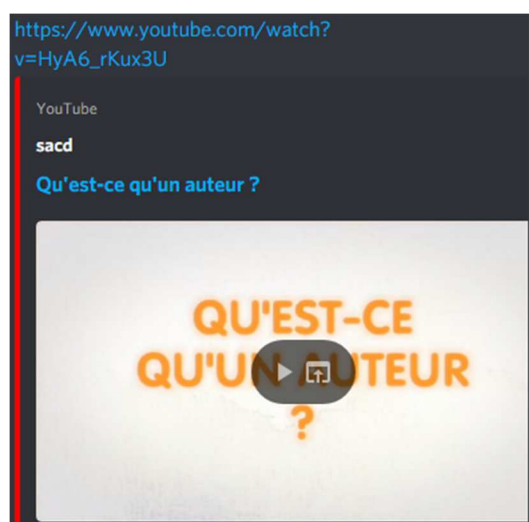 https://www.youtube.com/watch?
v=HyA6_rKux3U
YouTube
sacd
Qu'est-ce qu'un auteur ?
QU'EST-CE
QU'UN AUTEUR
?